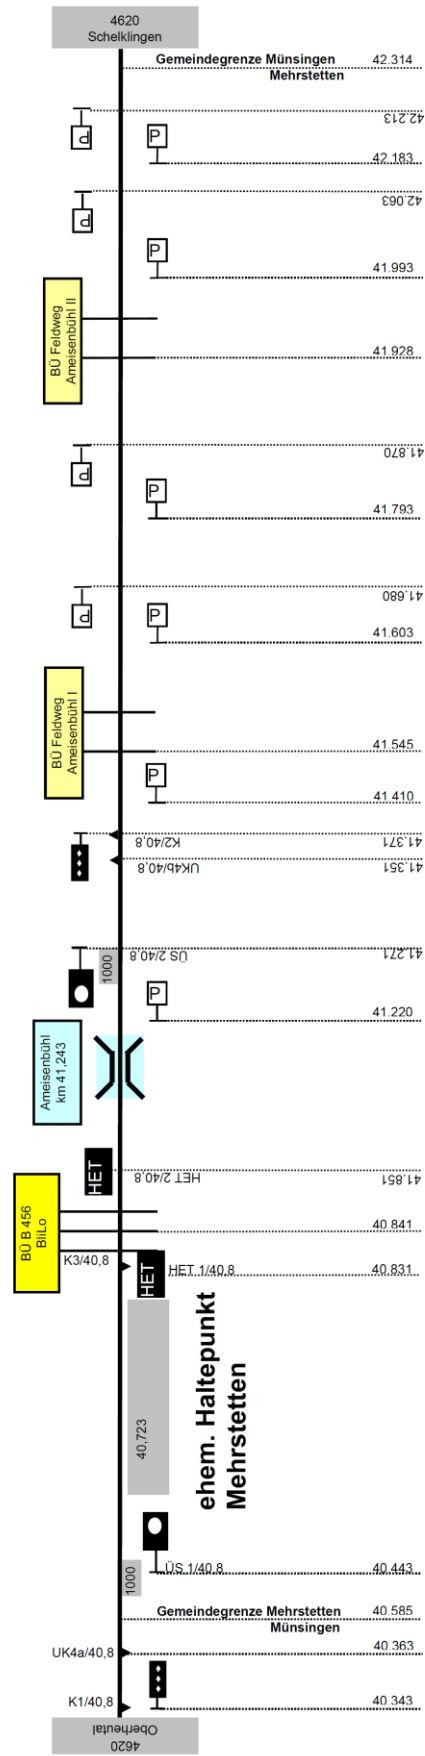 4620
Schelklingen
Gemeindegrenze Münsingen 42.314
Mehrstetten
42.213
P
P
42.183
42.063
P
P
41.993
BÜ Feldweg
Ameisenbühl II
41.928
41.870
P
P
41.793
41.680
P
P
41.603
BÜ Feldweg
Ameisenbühl I
41.545
P
41.410
K2/40,8 41.371
UK4b/40,8 41.351
ÜS 2/40,8 41.271
1000
P
41.220
Ameisenbühl
km 41,243
HET
HET 2/40,8 41.851
BÜ B 456
BliLo
40.841
K3/40,8
HET
HET 1/40,8 40.831
40,723
ehem. Haltepunkt
Mehrstetten
ÜS 1/40,8 40.443
1000
Gemeindegrenze Mehrstetten 40.585
Münsingen
UK4a/40,8 40.363
K1/40,8 40.343
Oberheutal
4620